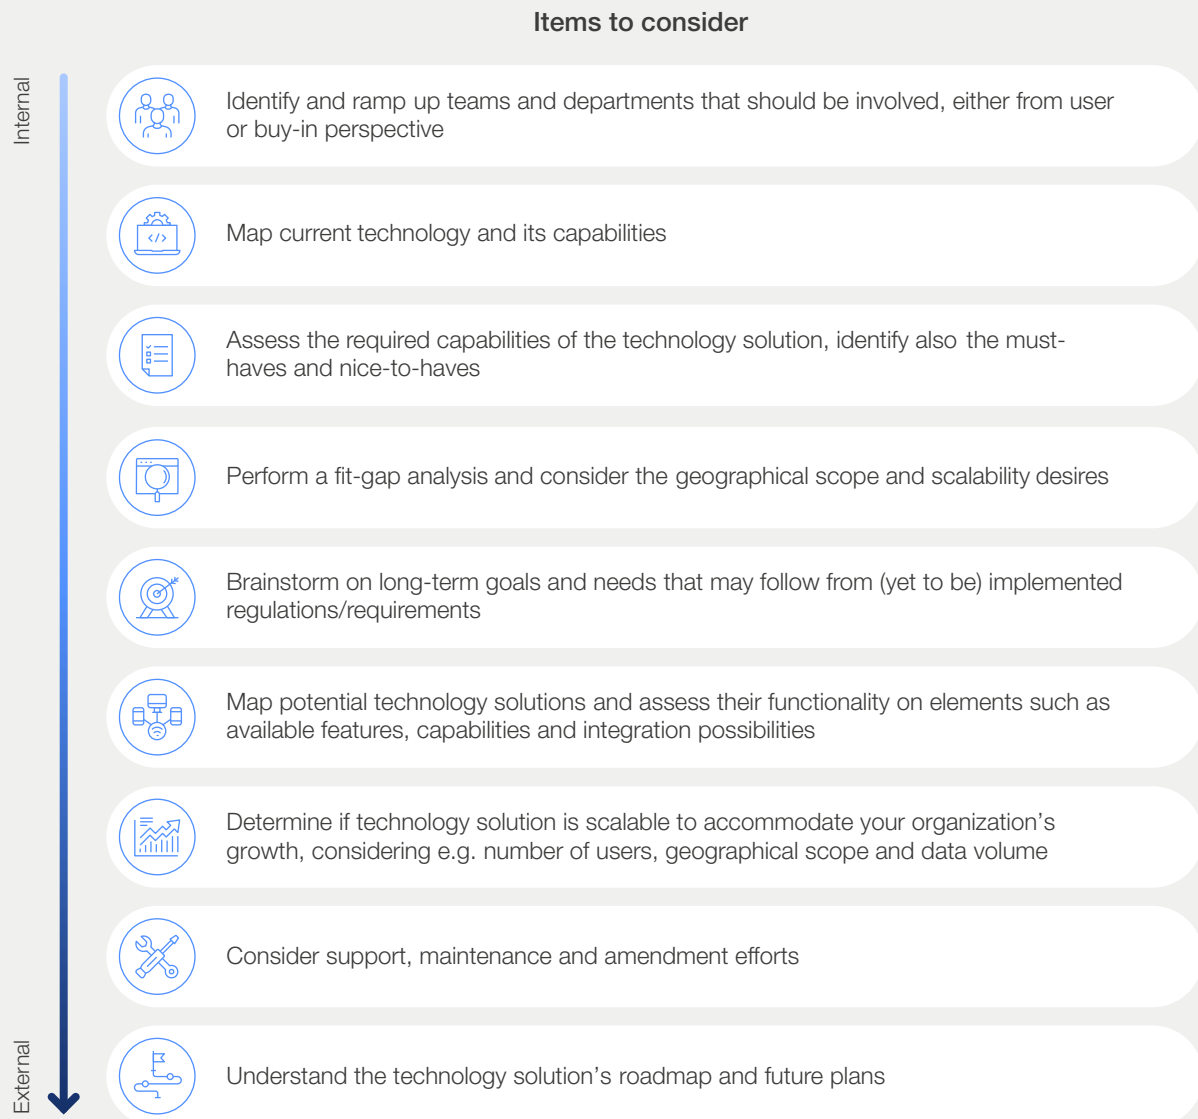 Items to consider
Internal
Identify and ramp up teams and departments that should be involved, either from user
or buy-in perspective
</>
Map current technology and its capabilities
Assess the required capabilities of the technology solution, identify also the must-
haves and nice-to-haves
Perform a fit-gap analysis and consider the geographical scope and scalability desires
Brainstorm on long-term goals and needs that may follow from (yet to be) implemented
regulations/requirements
Map potential technology solutions and assess their functionality on elements such as
available features, capabilities and integration possibilities
Determine if technology solution is scalable to accommodate your organization’s
growth, considering e.g. number of users, geographical scope and data volume
Consider support, maintenance and amendment efforts
Understand the technology solution’s roadmap and future plans
External